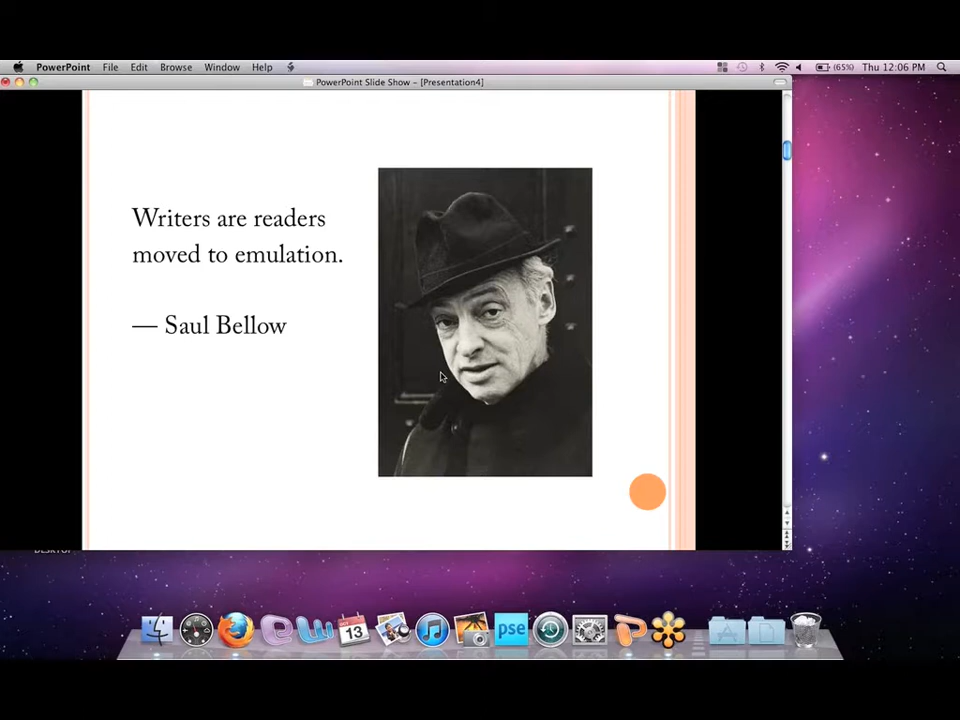 PowerPoint File Edit Browse Window Help (65%) Thu 12:06 PM
PowerPoint Slide Show – [Presentation4]
Writers are readers
moved to emulation.
— Saul Bellow
OCT
13
pse